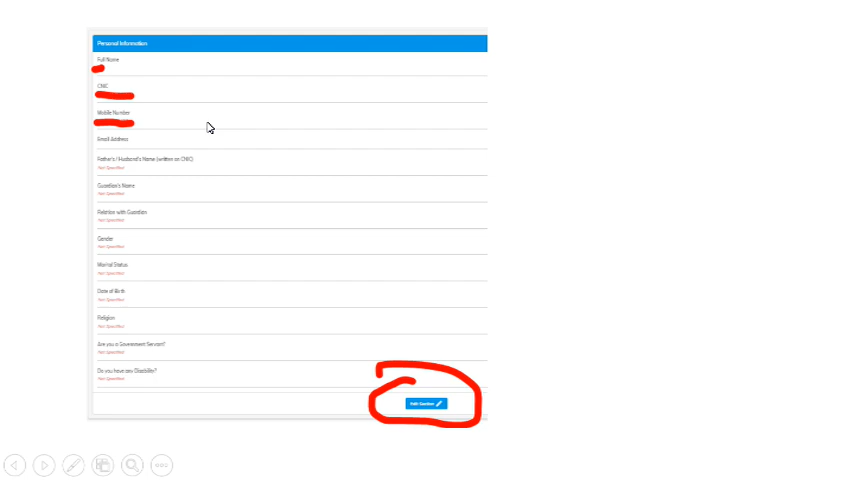 Personal Information
Full Name
CNIC
Mobile Number
Email Address
Father's / Husband's Name (written on CNIC)
Not Specified
Guardian's Name
Not Specified
Relation with Guardian
Not Specified
Gender
Not Specified
Marital Status
Not Specified
Date of Birth
Not Specified
Religion
Not Specified
Are you a Government Servant?
Not Specified
Do you have any Disability?
Not Specified
Edit Section